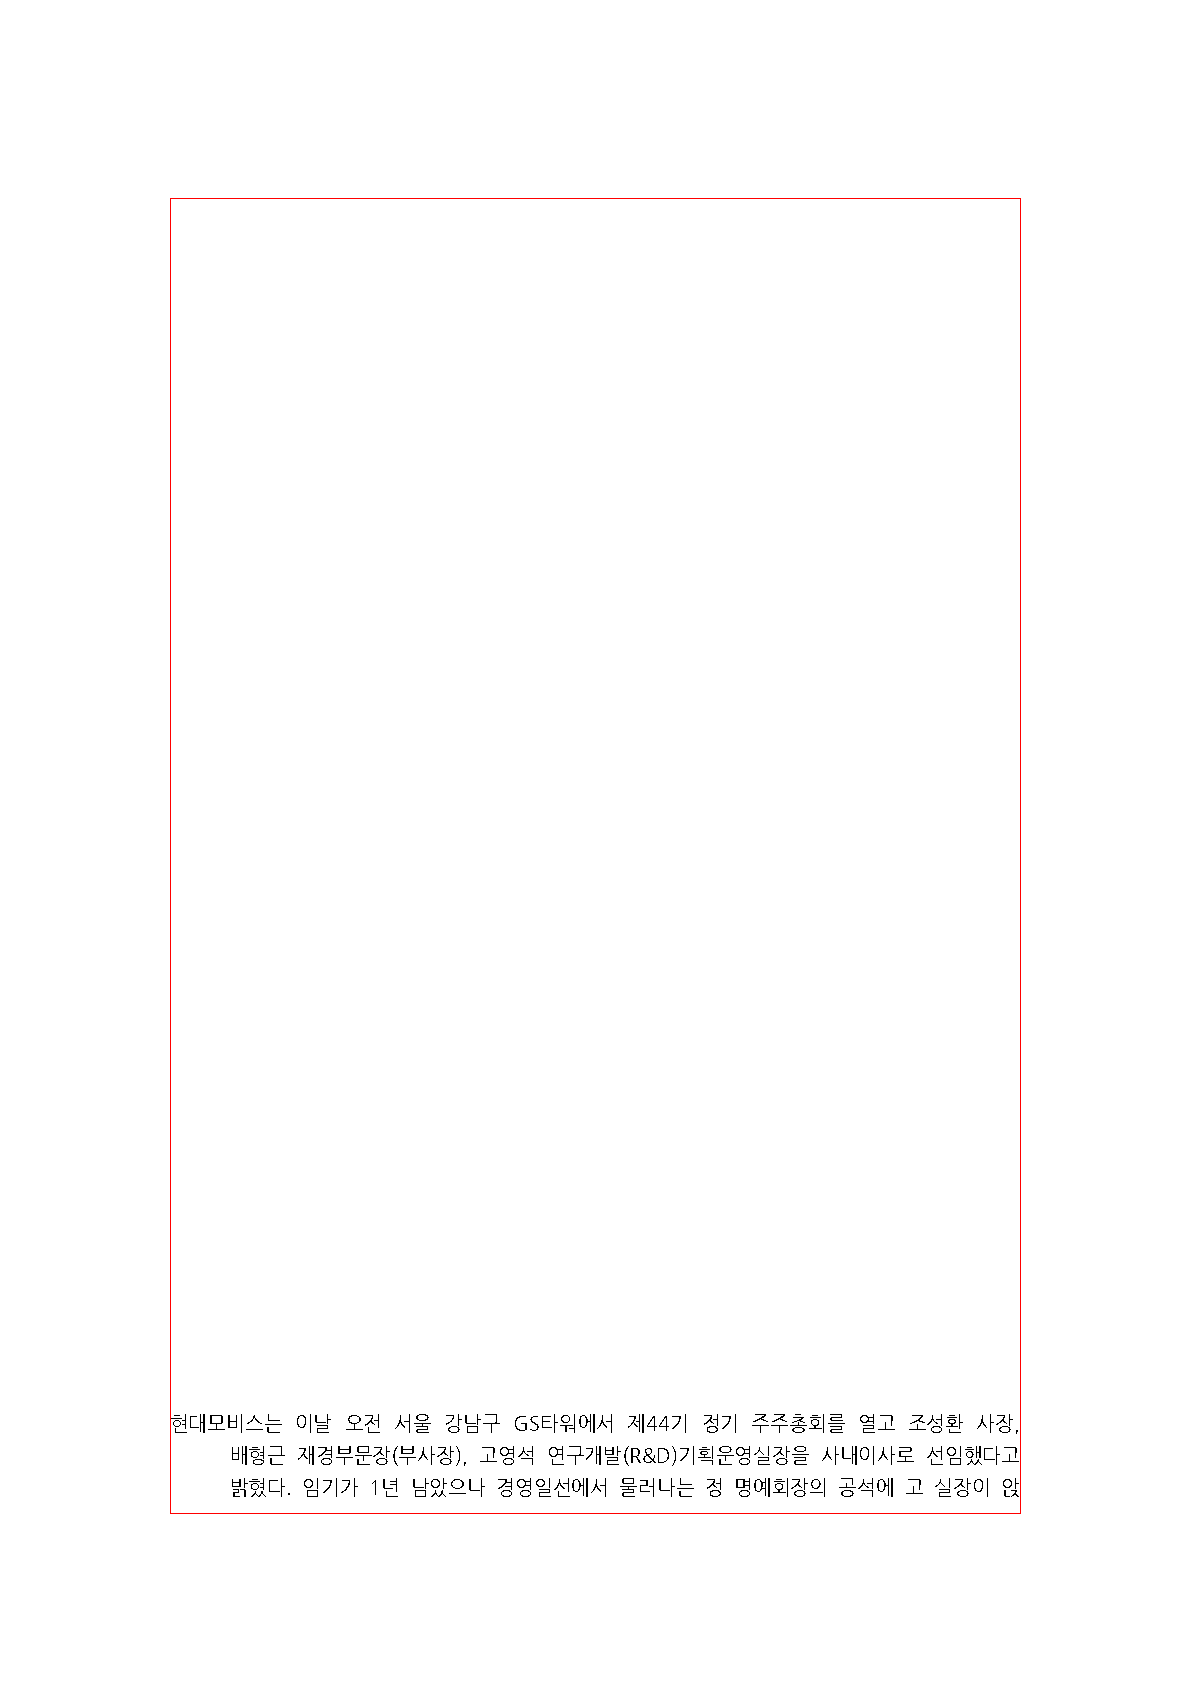 현대모비스는 이날 오전 서울 강남구 GS타워에서 제44기 정기 주주총회를 열고 조성환 사장,
배형근 재경부문장(부사장), 고영석 연구개발(R&D)기획운영실장을 사내이사로 선임했다고
밝혔다. 임기가 1년 남았으나 경영일선에서 물러나는 정 명예회장의 공석에 고 실장이 앉